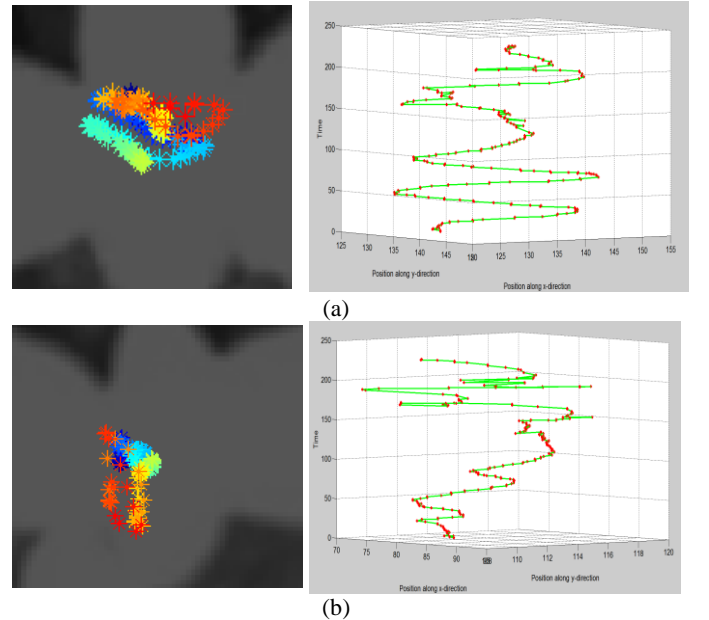 250
200
150
100
50
0
Time
125 130 135 140 145 120 125 130 135 140 145 150 155
Position along y-direction
Position along x-direction
(a)
250
200
150
100
50
0
Time
70 75 80 85 90 110 112 114 116 118 120
Position along x-direction
Position along y-direction
(b)